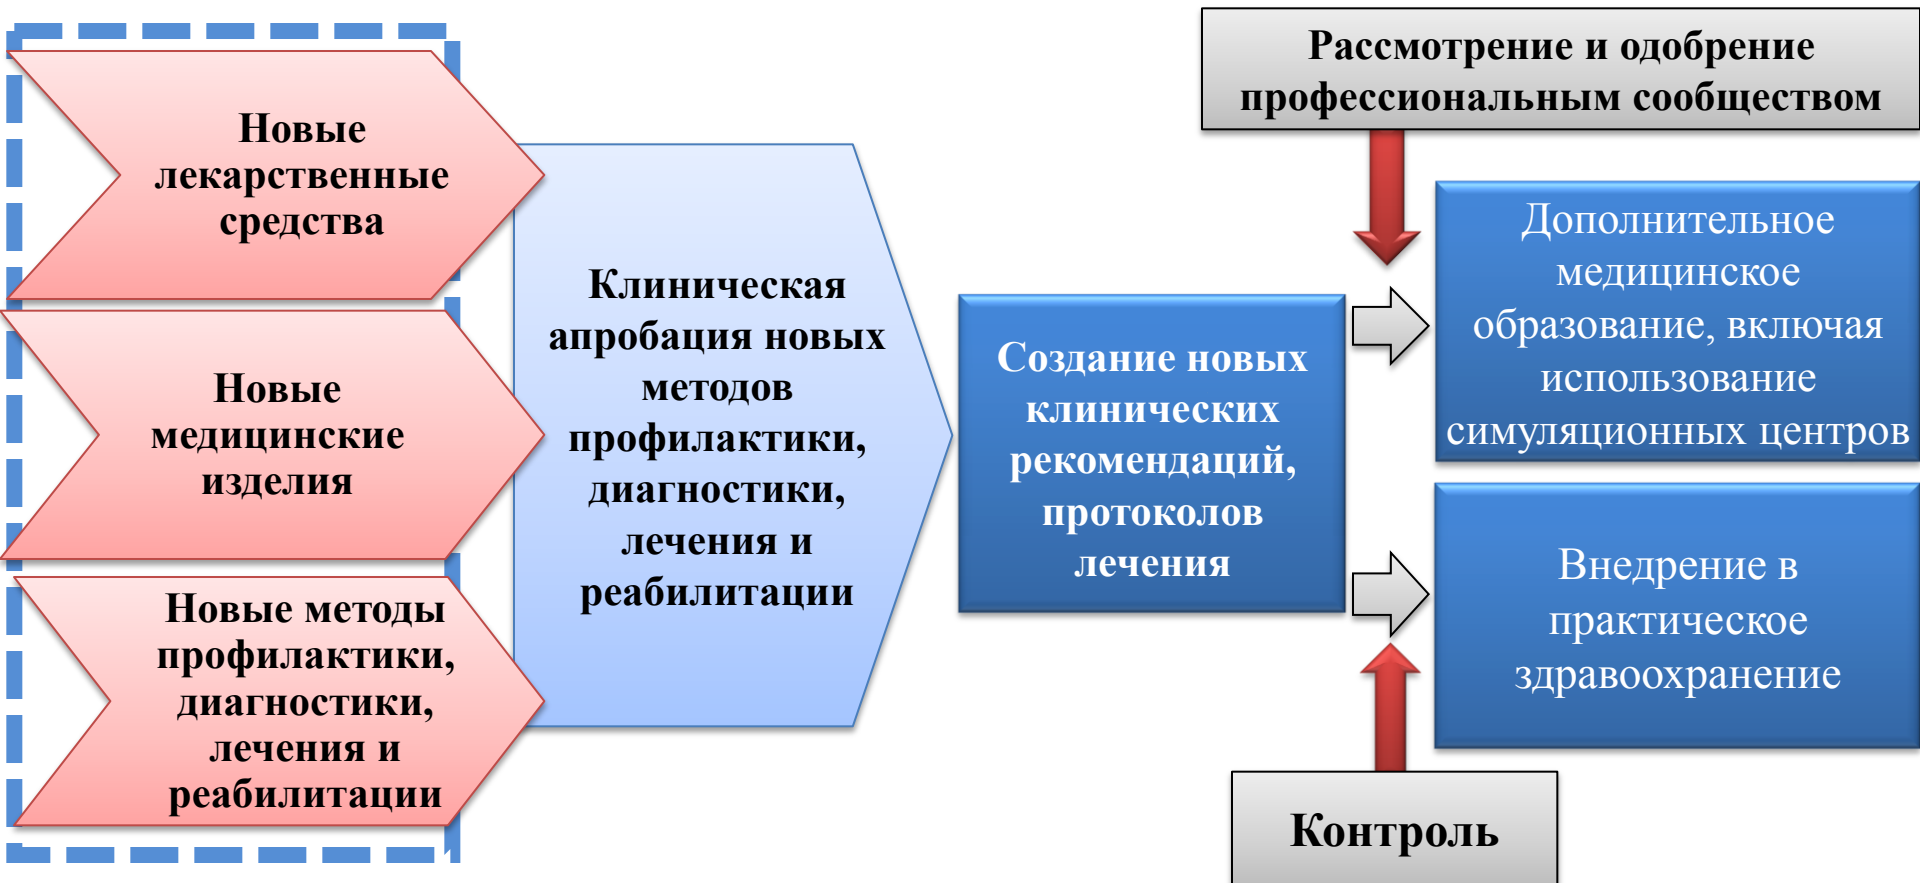 Новые
лекарственные
средства
Новые
медицинские
изделия
Новые методы
профилактики,
диагностики,
лечения и
реабилитации
Клиническая
апробация новых
методов
профилактики,
диагностики,
лечения и
реабилитации
Создание новых
клинических
рекомендаций,
протоколов
лечения
Рассмотрение и одобрение
профессиональным сообществом
Дополнительное
медицинское
образование, включая
использование
симуляционных центров
Внедрение в
практическое
здравоохранение
Контроль